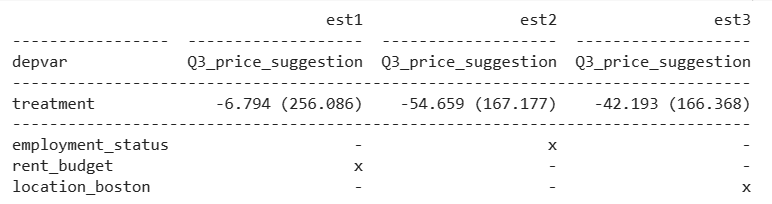 est1 est2 est3
----------------- ------------------- ------------------- -------------------
depvar Q3_price_suggestion Q3_price_suggestion Q3_price_suggestion
-----------------------------------------------------------------------------
treatment -6.794 (256.086) -54.659 (167.177) -42.193 (166.368)
-----------------------------------------------------------------------------
employment_status - x -
rent_budget x - -
location_boston - - x